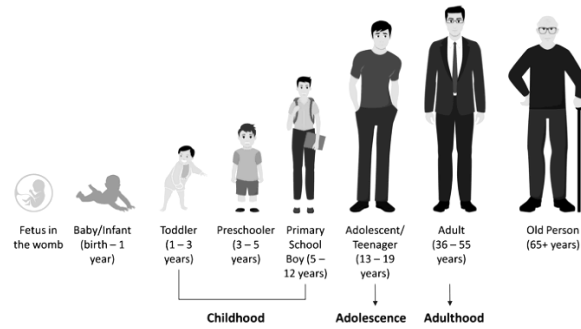 Fetus in
the womb
Baby/Infant
(birth – 1
year)
Toddler
(1 – 3
years)
Preschooler
(3 – 5
years)
Primary
School
Boy (5 –
12 years)
Adolescent/
Teenager
(13 – 19
years)
Adult
(36 – 55
years)
Old Person
(65+ years)
Childhood
Adolescence
Adulthood